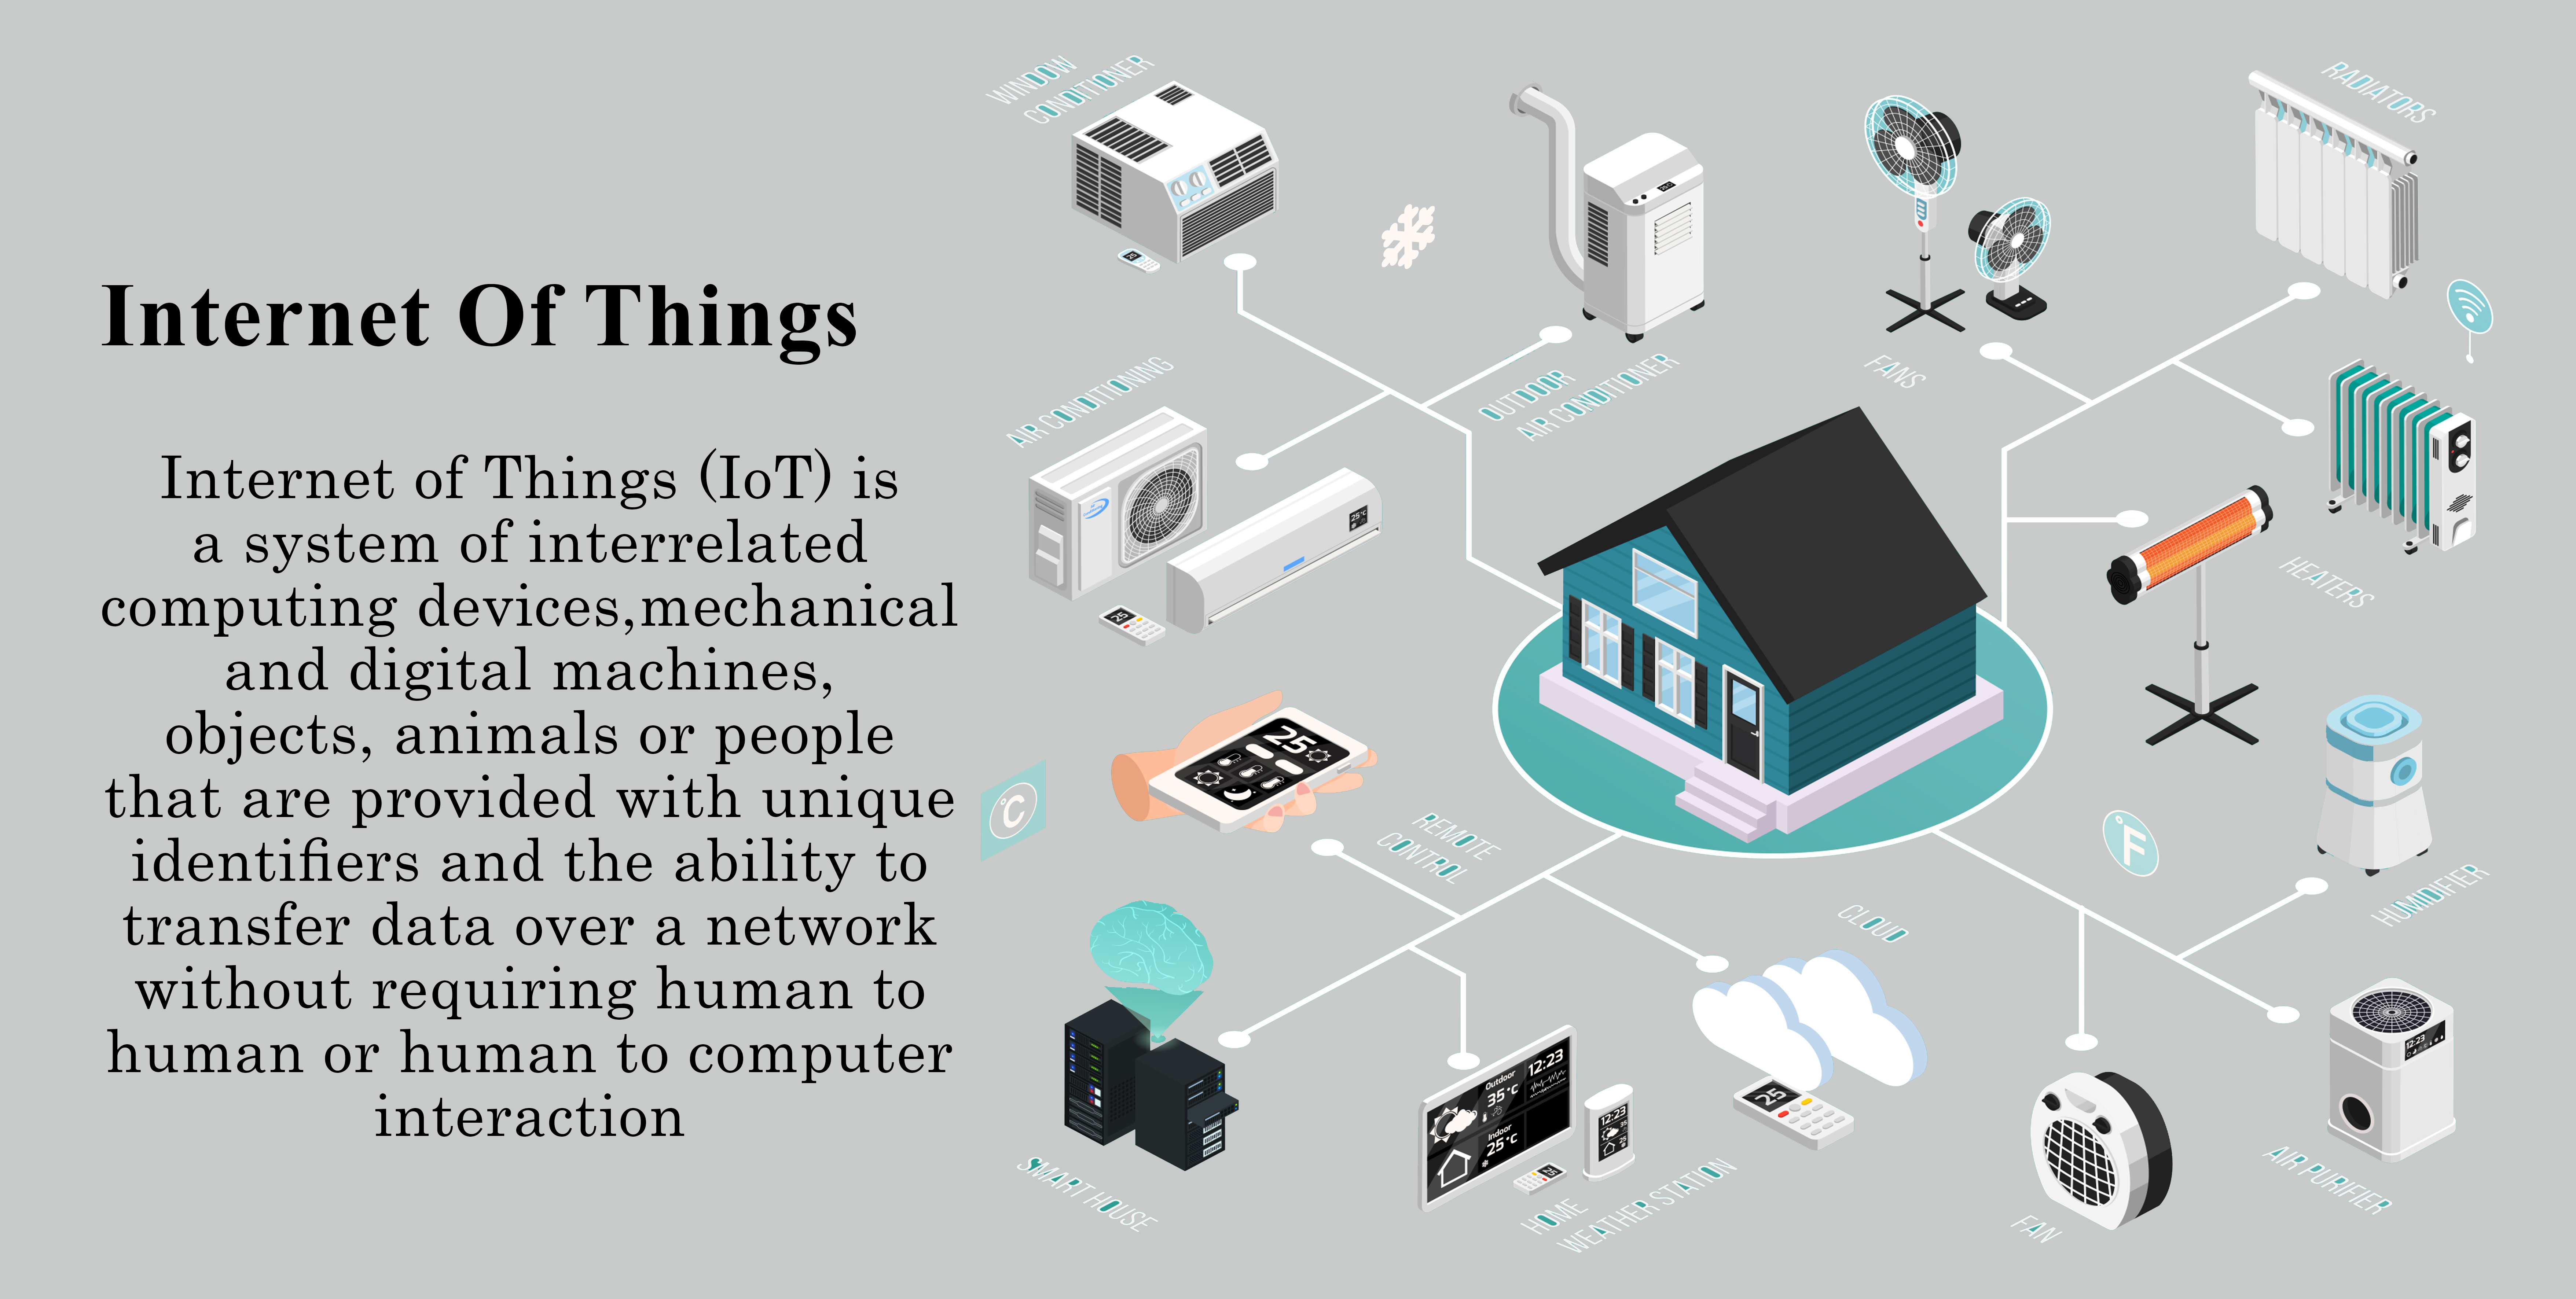 Internet Of Things
Internet of Things (IoT) is
a system of interrelated
computing devices,mechanical
and digital machines,
objects, animals or people
that are provided with unique
identifiers and the ability to
transfer data over a network
without requiring human to
human or human to computer
interaction
WINDOW
CONDITIONER
OUTDOOR
AIR CONDITIONER
FANS
RADIATORS
AIR CONDITIONING
25°C
25
HEATERS
25
REMOTE
CONTROL
°C
°F
HUMIDIFIER
CLOUD
25
SMART HOUSE
Outdoor
35°C
12:23
Indoor
25°C
12:23
35
25
25
HOME
WEATHER STATION
FAN
12:23
AIR PURIFIER